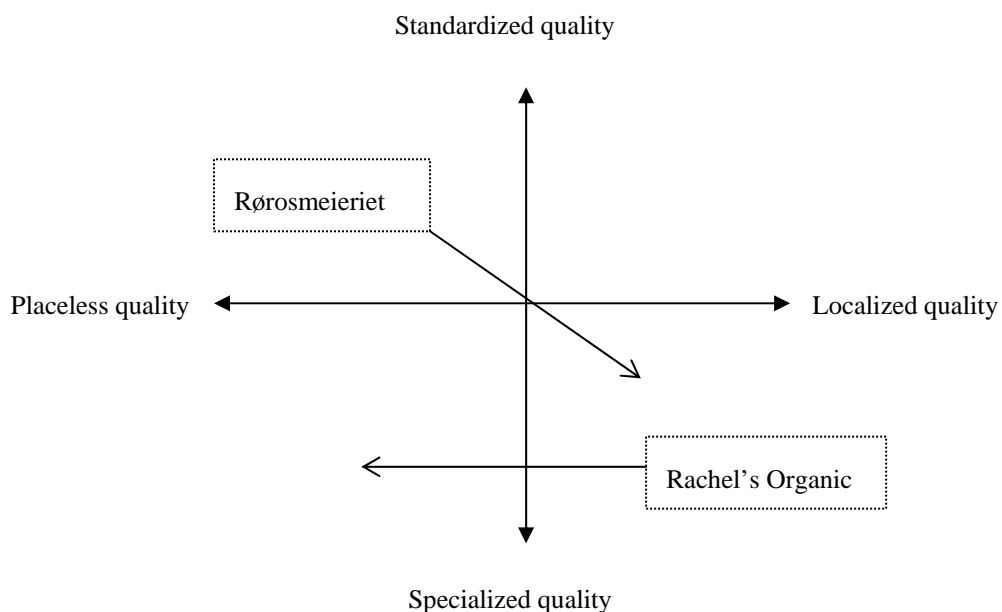 Standardized quality
Rørosmeieriet
Placeless quality
Localized quality
Rachel’s Organic
Specialized quality